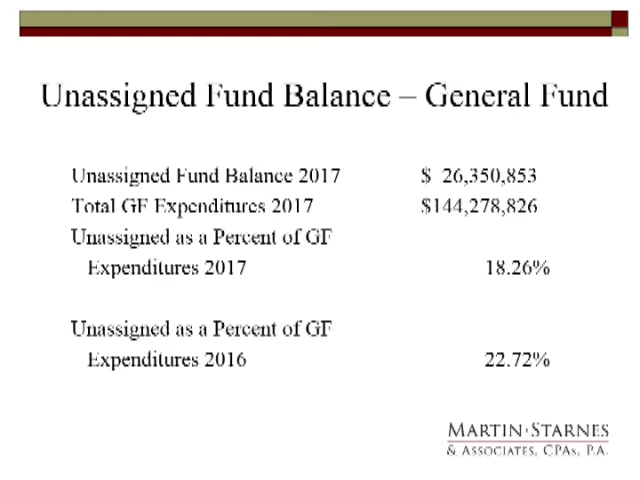 Unassigned Fund Balance – General Fund
Unassigned Fund Balance 2017 $ 26,350,853
Total GF Expenditures 2017 $144,278,826
Unassigned as a Percent of GF
Expenditures 2017 18.26%
Unassigned as a Percent of GF
Expenditures 2016 22.72%
MARTIN·STARNES
& ASSOCIATES, CPAs, P.A.